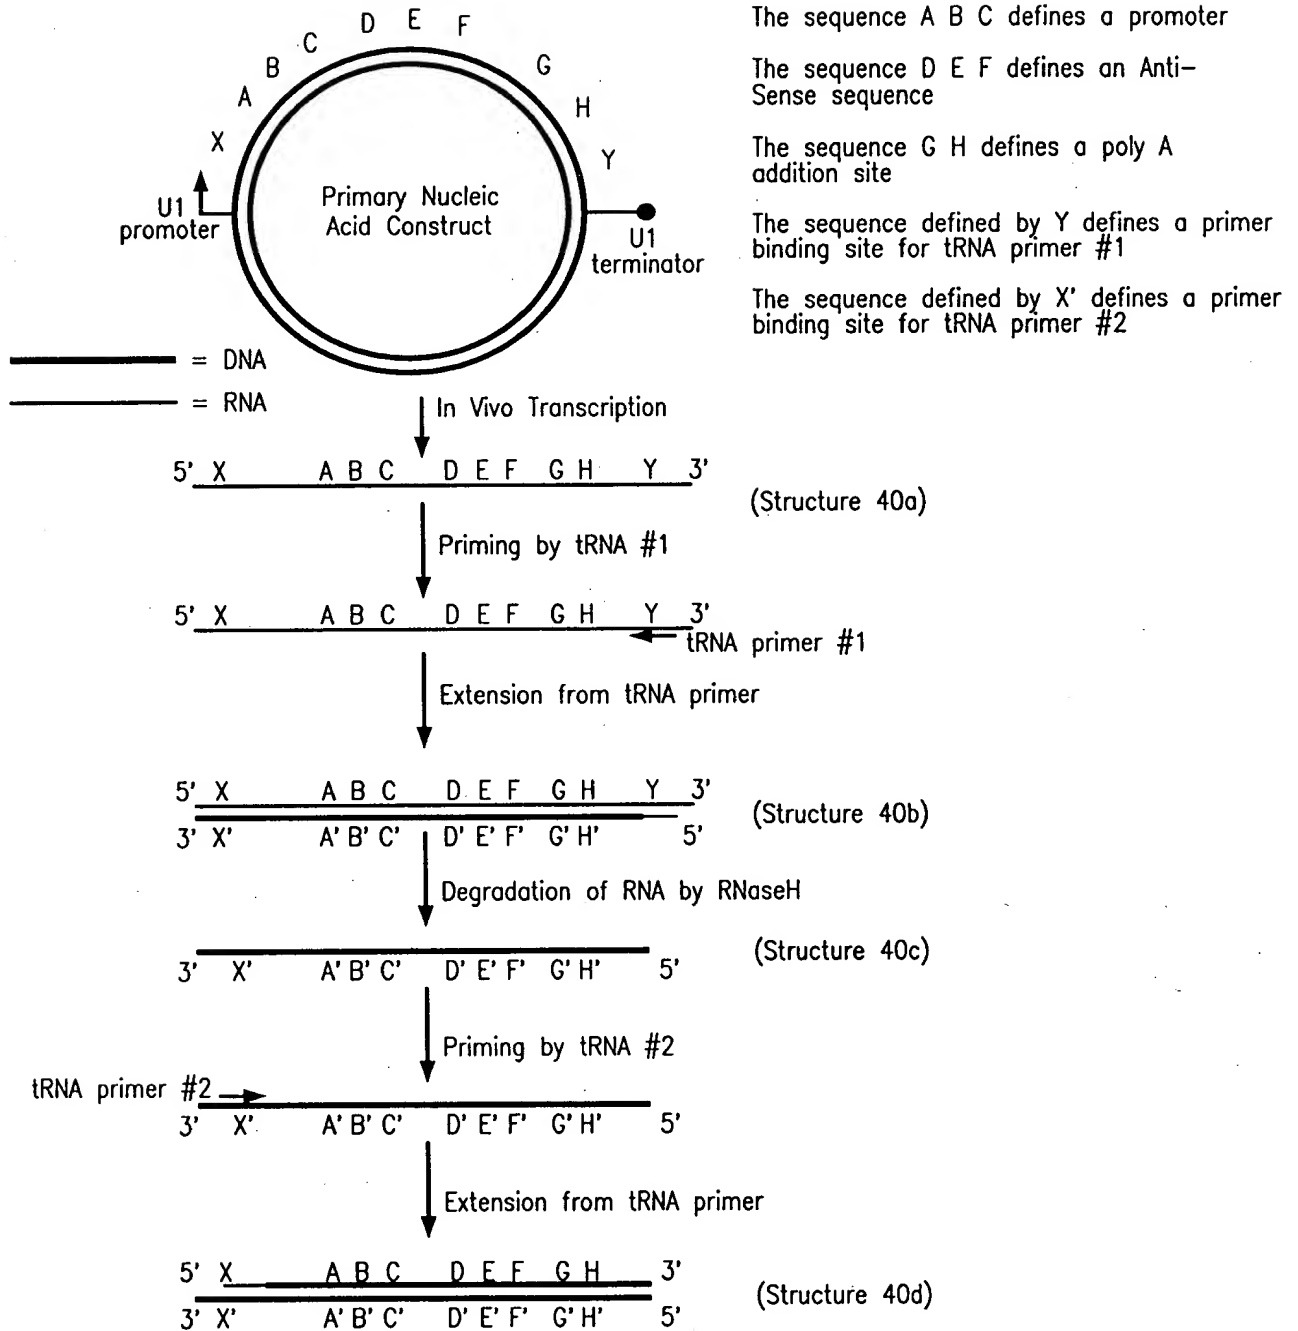 X A B C D E F G H Y
The sequence A B C defines a promoter
The sequence D E F defines an Anti-
Sense sequence
The sequence G H defines a poly A
addition site
The sequence defined by Y defines a primer
binding site for tRNA primer #1
The sequence defined by X' defines a primer
binding site for tRNA primer #2
U1
promoter
Primary Nucleic
Acid Construct
U1
terminator
= DNA
= RNA
In Vivo Transcription
5' X A B C D E F G H Y 3'
(Structure 40a)
Priming by tRNA #1
5' X A B C D E F G H Y 3'
tRNA primer #1
Extension from tRNA primer
5' X A B C D E F G H Y 3'
(Structure 40b)
3' X' A' B' C' D' E' F' G' H' 5'
Degradation of RNA by RNaseH
(Structure 40c)
3' X' A' B' C' D' E' F' G' H' 5'
Priming by tRNA #2
tRNA primer #2
3' X' A' B' C' D' E' F' G' H' 5'
Extension from tRNA primer
5' X A B C D E F G H 3'
(Structure 40d)
3' X' A' B' C' D' E' F' G' H' 5'